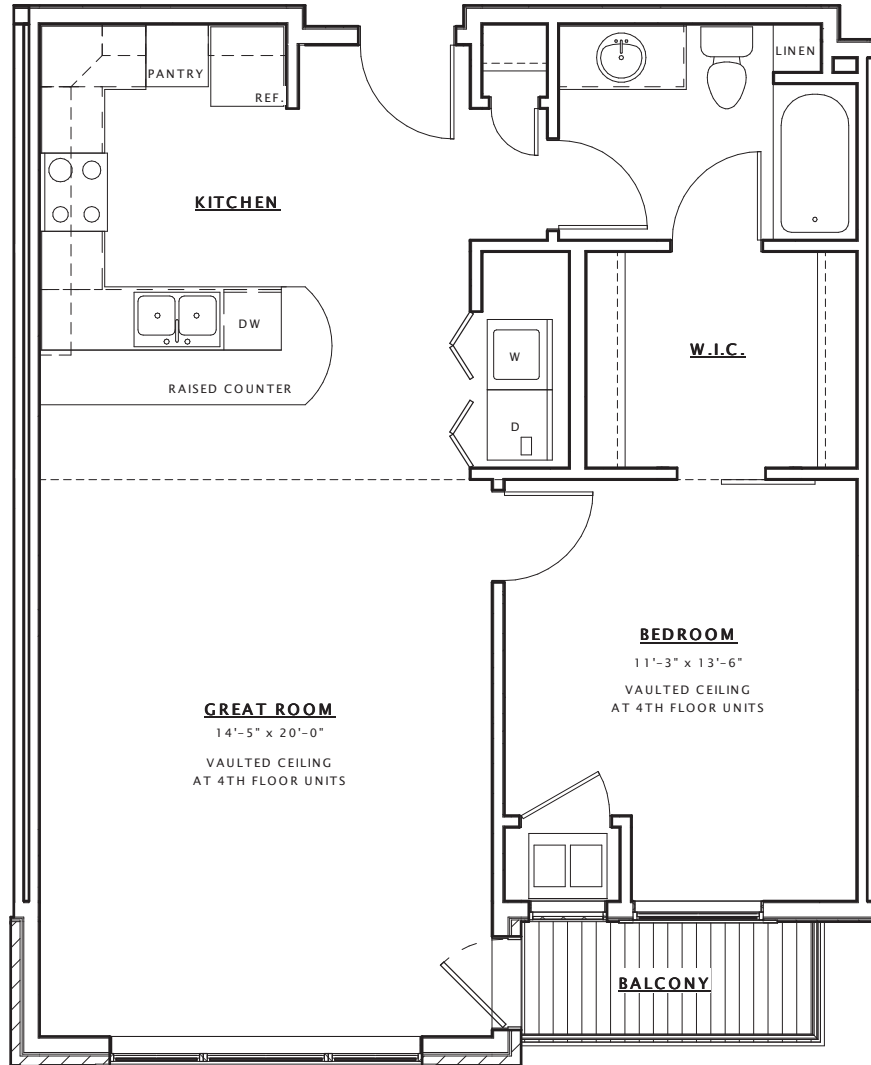 LINEN
PANTRY
REF.
KITCHEN
DW
W
W.I.C.
RAISED COUNTER
D
BEDROOM
11'-3" x 13'-6"
VAULTED CEILING
AT 4TH FLOOR UNITS
GREAT ROOM
14'-5" x 20'-0"
VAULTED CEILING
AT 4TH FLOOR UNITS
BALCONY